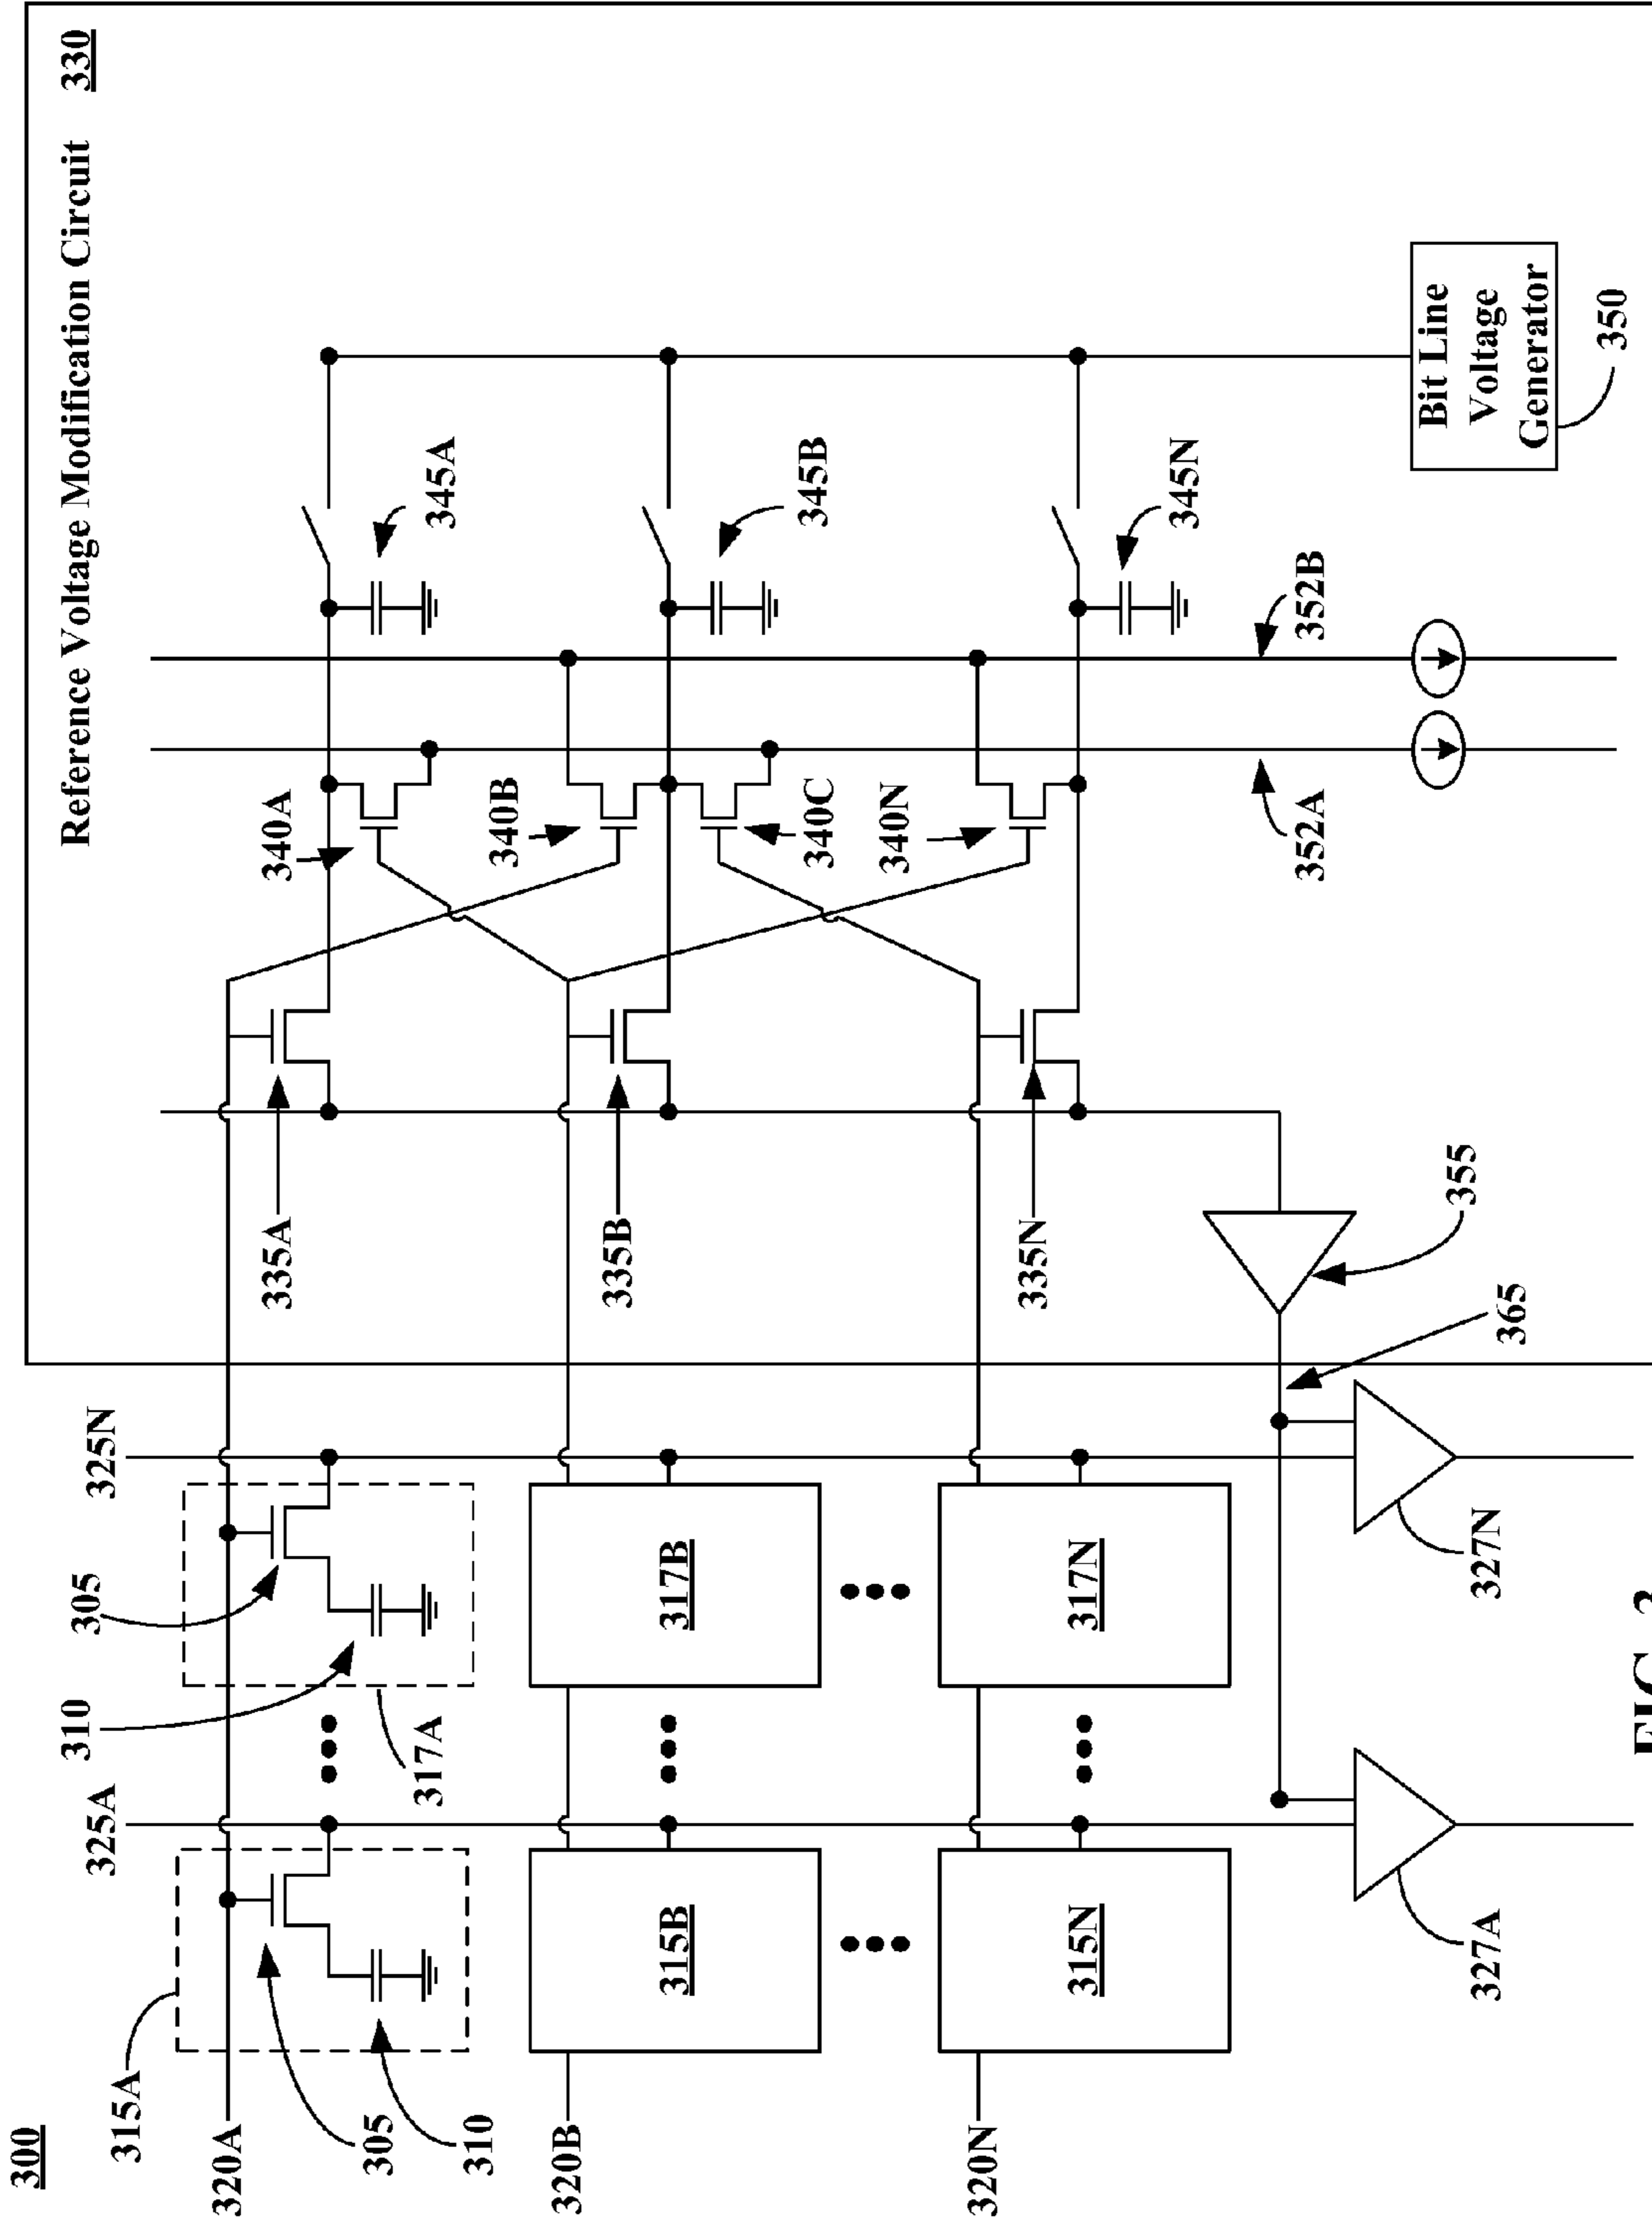 300
Reference Voltage Modification Circuit 330
315A
310
305
325A
325N
320A
305
310
317A
335A
340A
345A
340B
320B
315B
317B
335B
345B
340C
340N
320N
315N
317N
335N
345N
352A
352B
Bit Line
Voltage
Generator
350
355
365
327A
327N